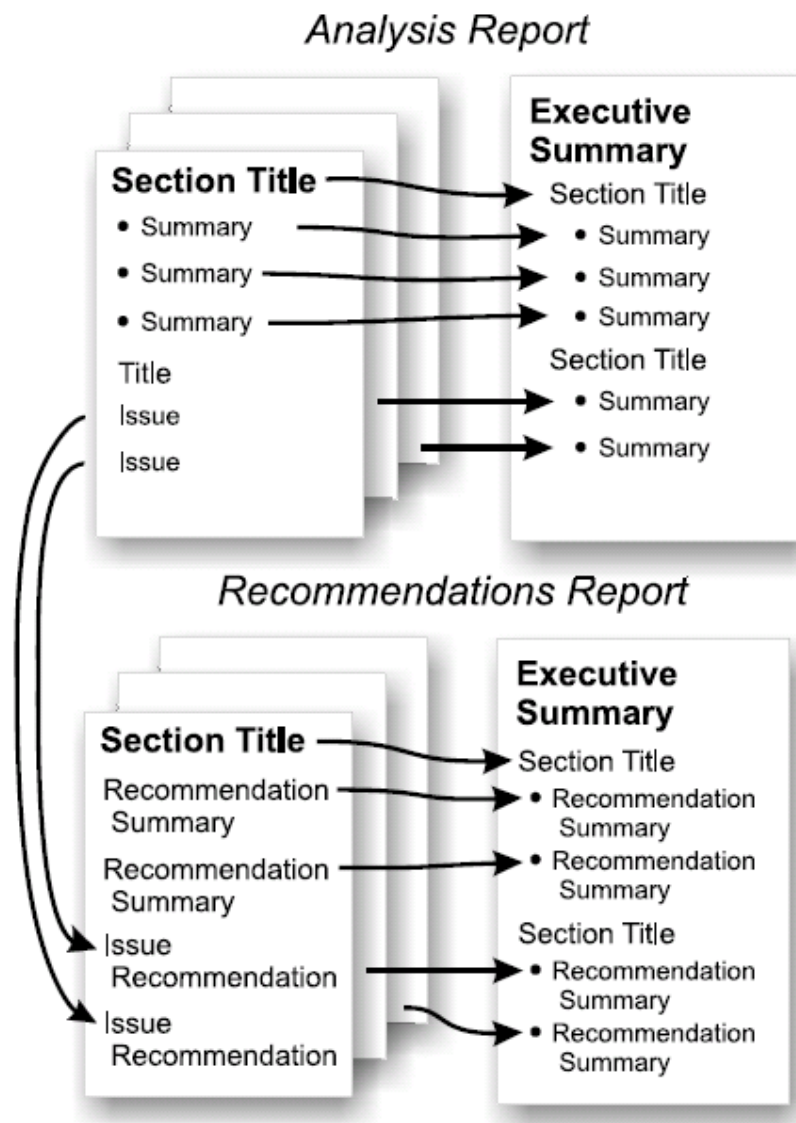 Analysis Report
Section Title
• Summary
• Summary
• Summary
Title
Issue
Issue
Executive
Summary
Section Title
• Summary
• Summary
• Summary
Section Title
• Summary
• Summary
Recommendations Report
Section Title
Recommendation
Summary
Recommendation
Summary
Issue
Recommendation
Issue
Recommendation
Executive
Summary
Section Title
• Recommendation
Summary
• Recommendation
Summary
Section Title
• Recommendation
Summary
• Recommendation
Summary